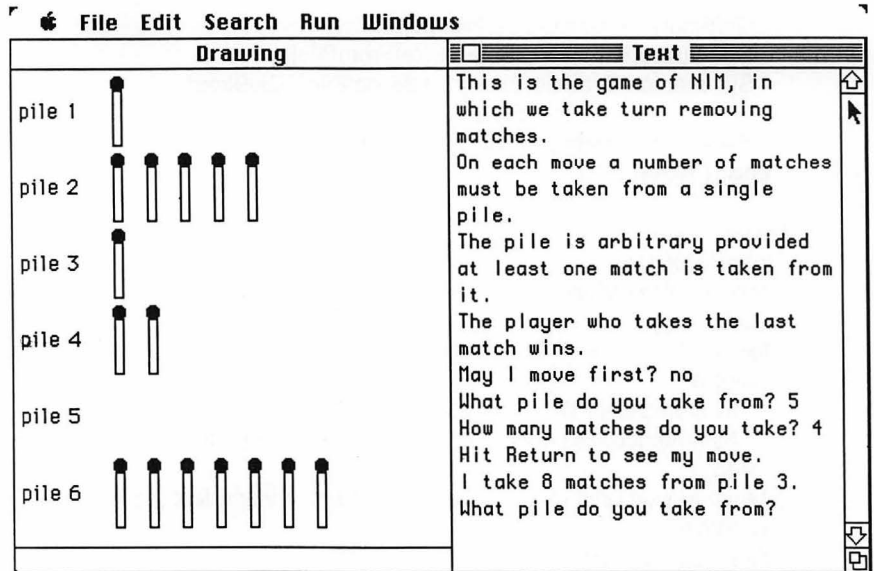 File Edit Search Run Windows
Drawing
pile 1
pile 2
pile 3
pile 4
pile 5
pile 6
Text
This is the game of NIM, in
which we take turn removing
matches.
On each move a number of matches
must be taken from a single
pile.
The pile is arbitrary provided
at least one match is taken from
it.
The player who takes the last
match wins.
May I move first? no
What pile do you take from? 5
How many matches do you take? 4
Hit Return to see my move.
I take 8 matches from pile 3.
What pile do you take from?